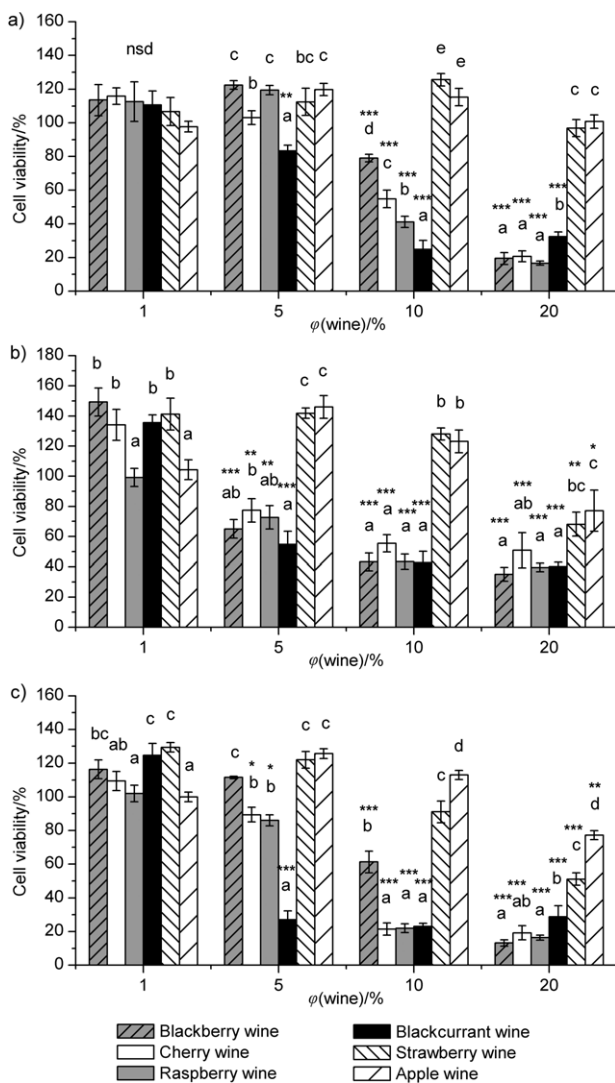 a)
160
140
120
100
80
60
40
20
0
Cell viability/%
nsd
c b c ** a bc c
*** d *** c *** b *** a e e
*** a *** a *** a *** b c c
1 5 10 20
φ(wine)/%
b)
180
160
140
120
100
80
60
40
20
0
Cell viability/%
b b a b b a
*** ab ** b ** ab *** a c c
*** a *** a *** a *** a b b
*** a *** ab *** a *** a ** bc * c
1 5 10 20
φ(wine)/%
c)
160
140
120
100
80
60
40
20
0
Cell viability/%
bc ab a c c a
c * b * b *** a c c
*** b *** a *** a *** a c d
*** a *** ab *** a *** b *** c ** d
1 5 10 20
φ(wine)/%
Blackberry wine Blackcurrant wine
Cherry wine Strawberry wine
Raspberry wine Apple wine